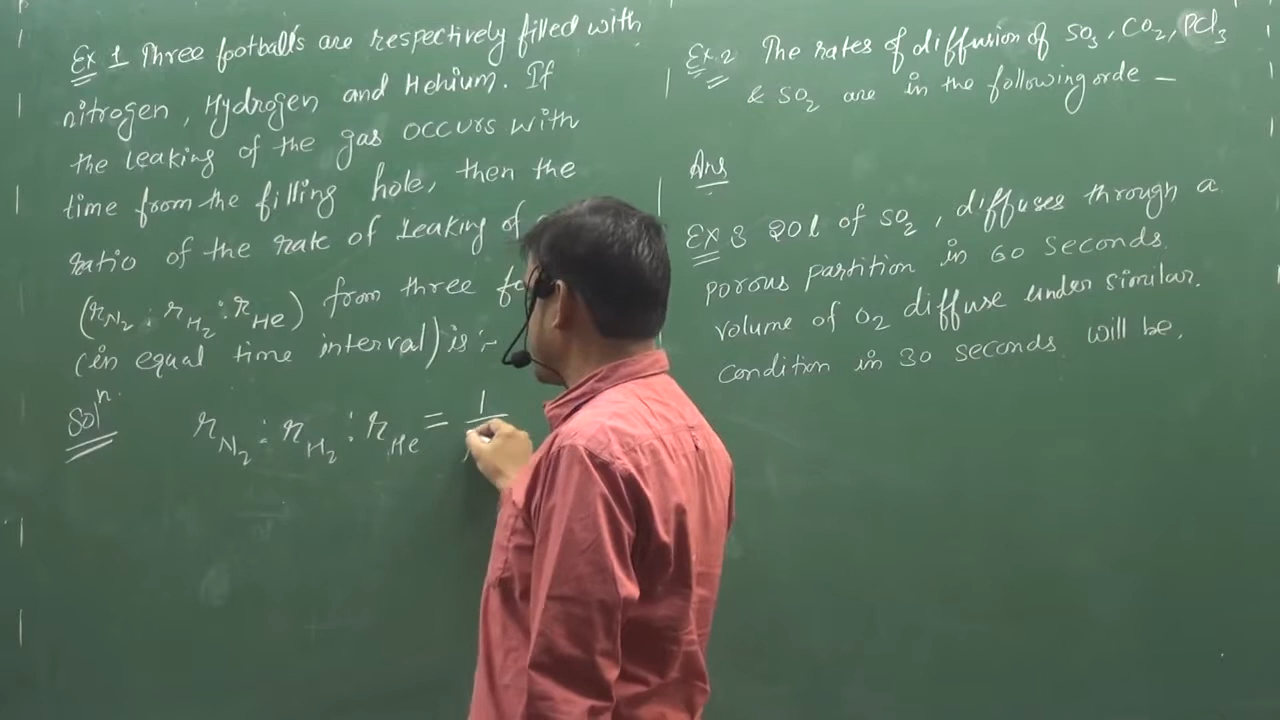 Ex 1 Three footballs are respectively filled with
nitrogen, Hydrogen and Hehium. If
the leaking of the gas occurs with
time from the filling hole, then the
ratio of the rate of leaking of
(rN2 : rH2 : rHe) from three
(in equal time interval) is :-
Solⁿ. rN2 : rH2 : rHe = 1
Ex. 2 The rates of diffusion of SO3, CO2, PCl3
& SO2 are in the following orde —
Ans
Ex 3 20 l of SO2, diffuses through a
porous partition in 60 seconds.
volume of O2 diffuse under similar.
condition in 30 seconds will be.